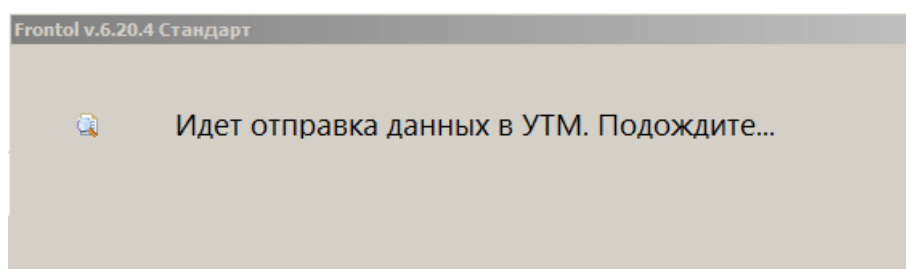 Frontol v.6.20.4 Стандарт
Идет отправка данных в УТМ. Подождите...